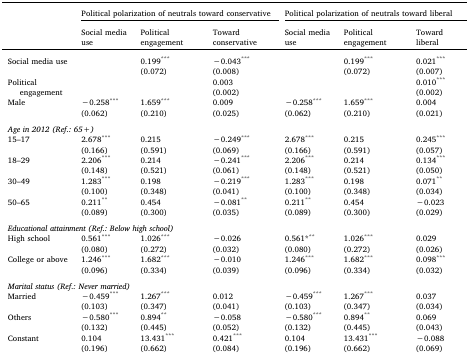 Political polarization of neutrals toward conservative Political polarization of neutrals toward liberal
Social media use Political engagement Toward conservative Social media use Political engagement Toward liberal
Social media use 0.199*** −0.043*** 0.199*** 0.021***
(0.072) (0.008) (0.072) (0.007)
Political engagement 0.003 0.010***
(0.002) (0.002)
Male −0.258*** 1.659*** 0.009 −0.258*** 1.659*** 0.004
(0.062) (0.210) (0.025) (0.062) (0.210) (0.021)
Age in 2012 (Ref.: 65+)
15–17 2.678*** 0.215 −0.249*** 2.678*** 0.215 0.245***
(0.166) (0.591) (0.069) (0.166) (0.591) (0.057)
18–29 2.206*** 0.214 −0.241*** 2.206*** 0.214 0.134***
(0.148) (0.521) (0.061) (0.148) (0.521) (0.050)
30–49 1.283*** 0.198 −0.219*** 1.283*** 0.198 0.071**
(0.100) (0.348) (0.041) (0.100) (0.348) (0.034)
50–65 0.211** 0.454 −0.081** 0.211** 0.454 −0.023
(0.089) (0.300) (0.035) (0.089) (0.300) (0.029)
Educational attainment (Ref.: Below high school)
High school 0.561*** 1.026*** −0.026 0.561*** 1.026*** 0.029
(0.080) (0.272) (0.032) (0.080) (0.272) (0.026)
College or above 1.246*** 1.682*** −0.010 1.246*** 1.682*** 0.098***
(0.096) (0.334) (0.039) (0.096) (0.334) (0.032)
Marital status (Ref.: Never married)
Married −0.459*** 1.267*** 0.012 −0.459*** 1.267*** 0.037
(0.103) (0.347) (0.041) (0.103) (0.347) (0.034)
Others −0.580*** 0.894** −0.058 −0.580*** 0.894** 0.069
(0.132) (0.445) (0.052) (0.132) (0.445) (0.043)
Constant 0.104 13.431*** 0.421*** 0.104 13.431*** −0.088
(0.196) (0.662) (0.084) (0.196) (0.662) (0.069)